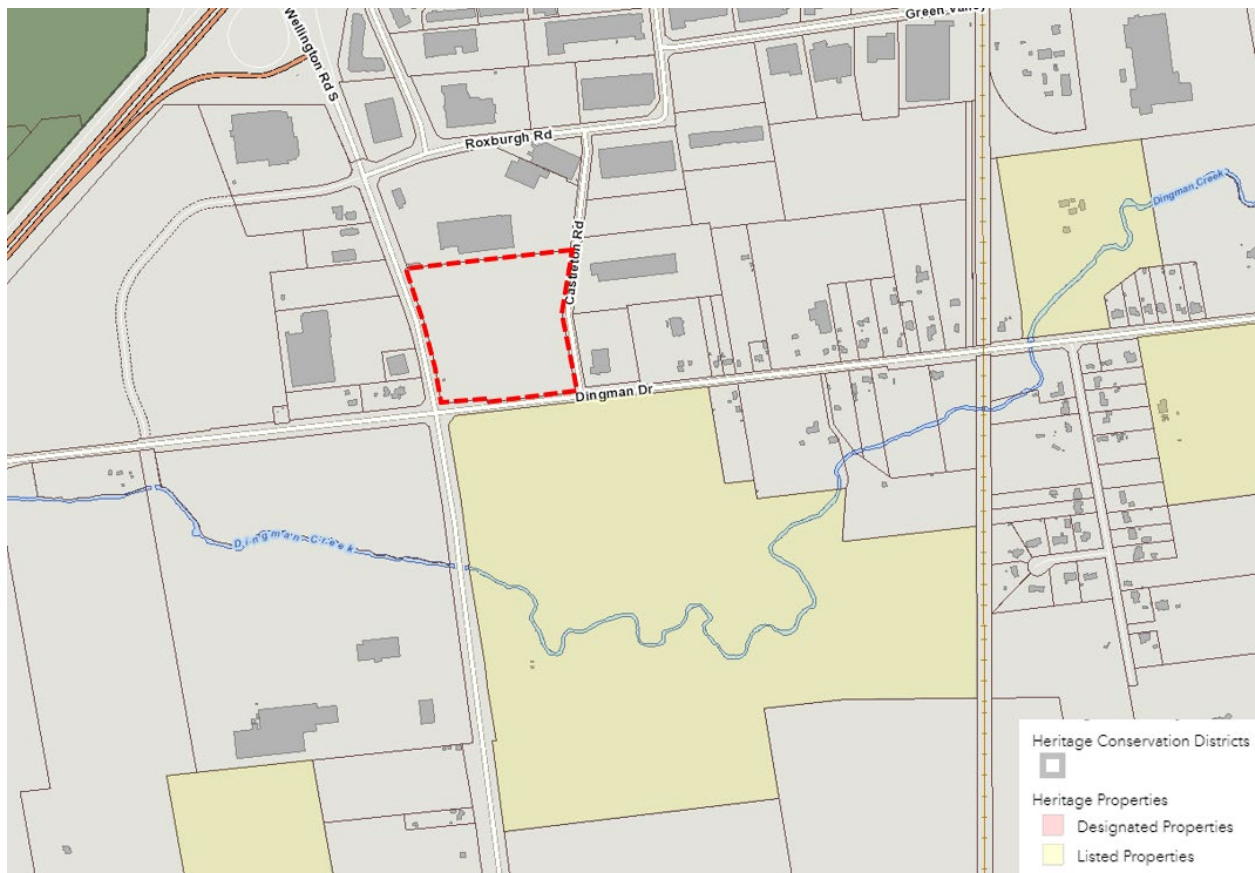 Green Valley
Wellington Rd S
Roxburgh Rd
Castleton Rd
Dingman Creek
Dingman Dr
Dingman Creek
Heritage Conservation Districts
Heritage Properties
Designated Properties
Listed Properties